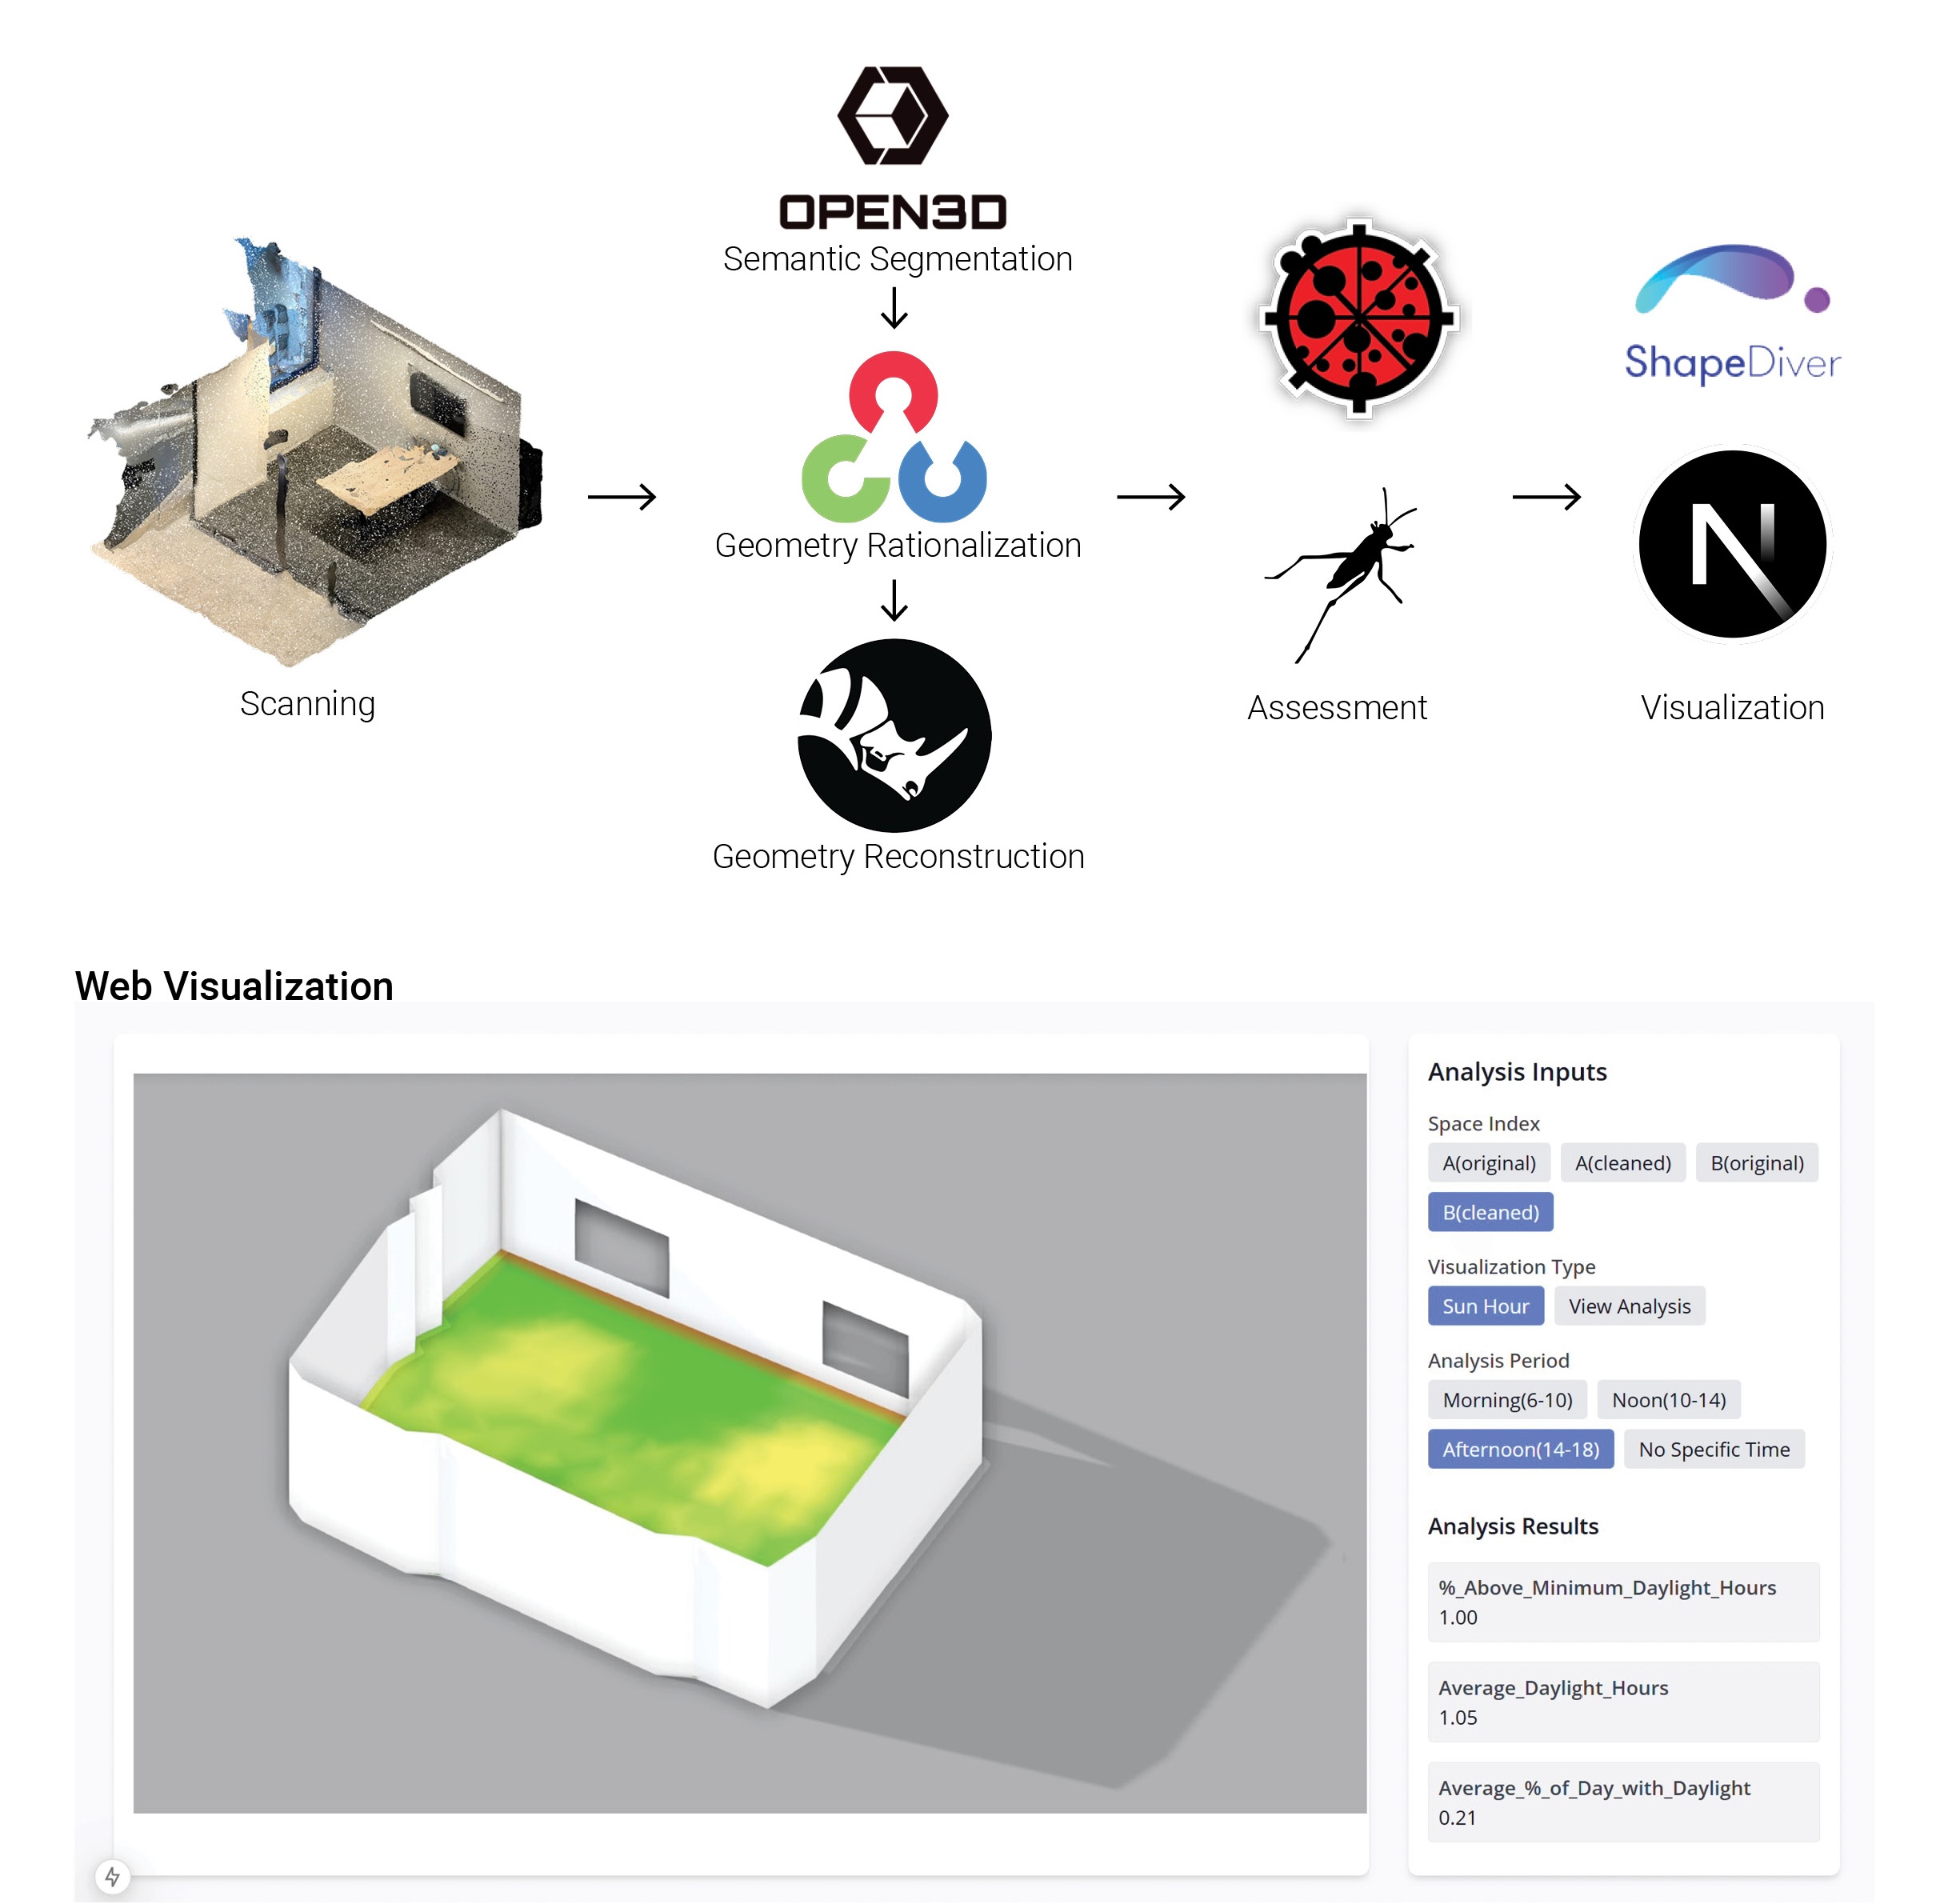 OPEN3D
Semantic Segmentation
Geometry Rationalization
Geometry Reconstruction
Scanning
Assessment
ShapeDiver
N
Visualization
Web Visualization
Analysis Inputs
Space Index
A(original) A(cleaned) B(original)
B(cleaned)
Visualization Type
Sun Hour View Analysis
Analysis Period
Morning(6-10) Noon(10-14)
Afternoon(14-18) No Specific Time
Analysis Results
%_Above_Minimum_Daylight_Hours
1.00
Average_Daylight_Hours
1.05
Average_%_of_Day_with_Daylight
0.21